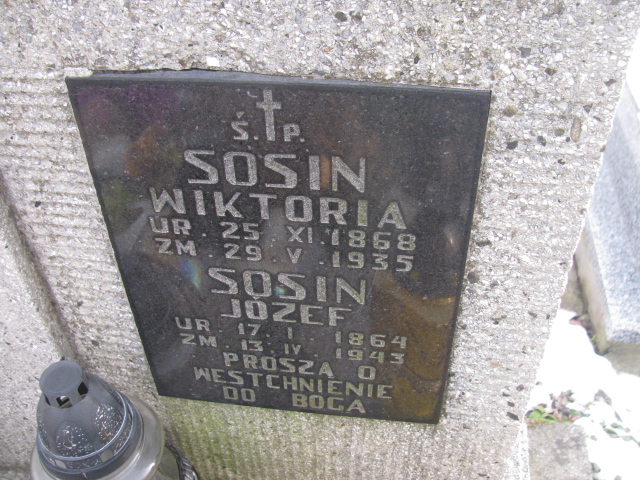 Ś. P.
SOSIN
WIKTORIA
UR. 25. XI. 1868
ZM. 29. V. 1935
SOSIN
JÓZEF
UR. 17. I. 1864
ZM. 13. IV. 1943
PROSZĄ O
WESTCHNIENIE
DO BOGA